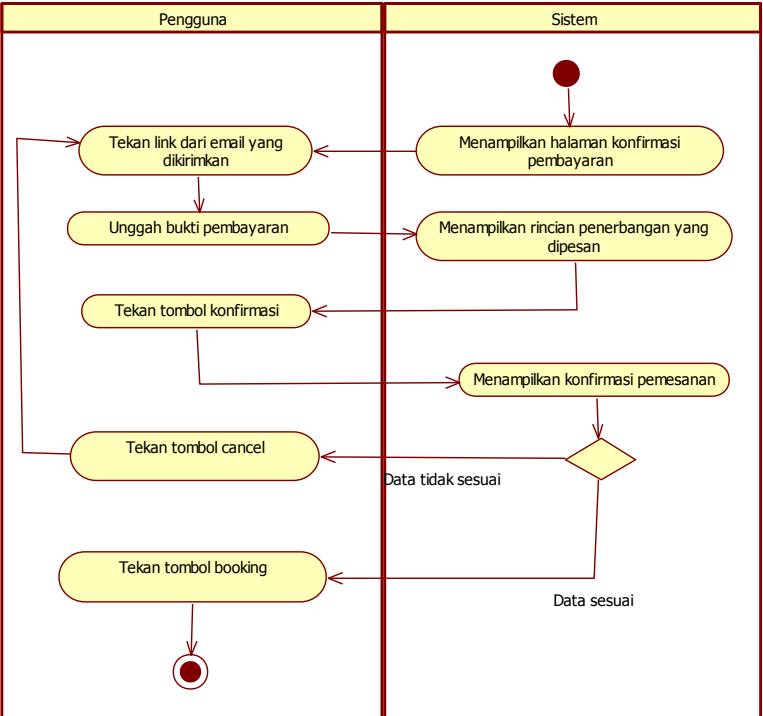 Pengguna
Sistem
Tekan link dari email yang
dikirimkan
Menampilkan halaman konfirmasi
pembayaran
Unggah bukti pembayaran
Menampilkan rincian penerbangan yang
dipesan
Tekan tombol konfirmasi
Menampilkan konfirmasi pemesanan
Tekan tombol cancel
Data tidak sesuai
Tekan tombol booking
Data sesuai